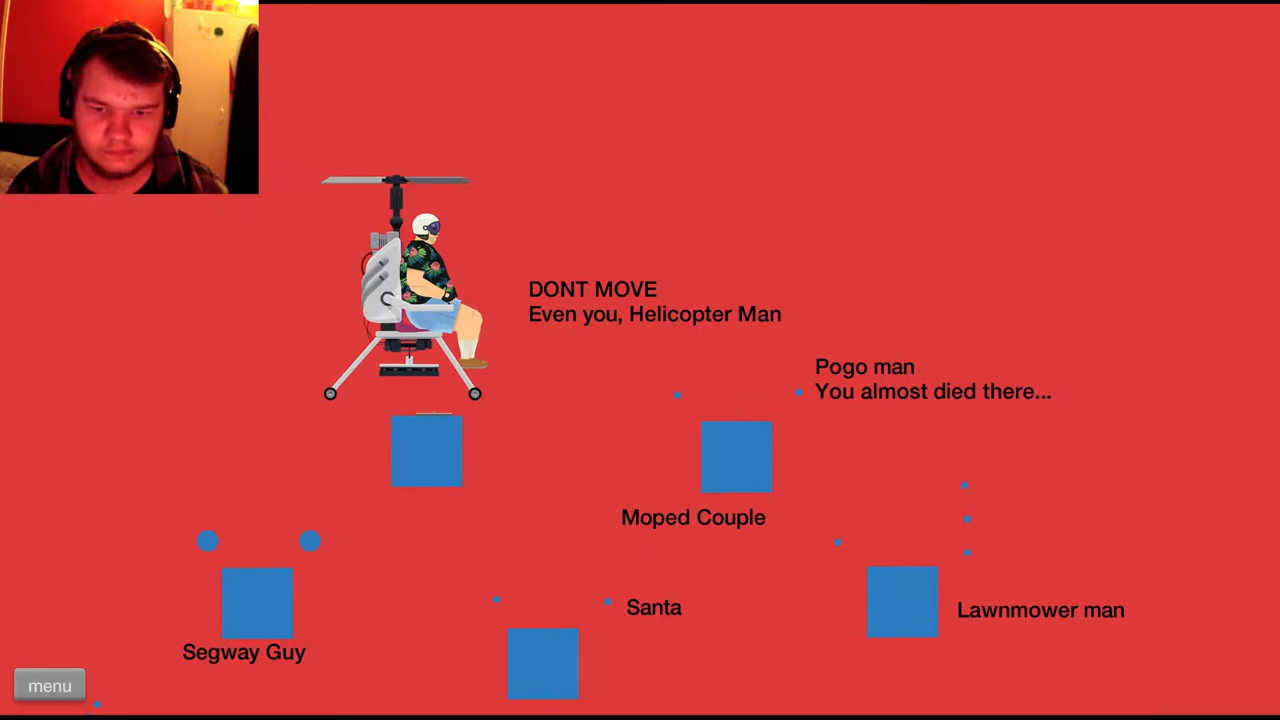 DONT MOVE
Even you, Helicopter Man
Pogo man
You almost died there...
Moped Couple
Santa
Lawnmower man
Segway Guy
menu